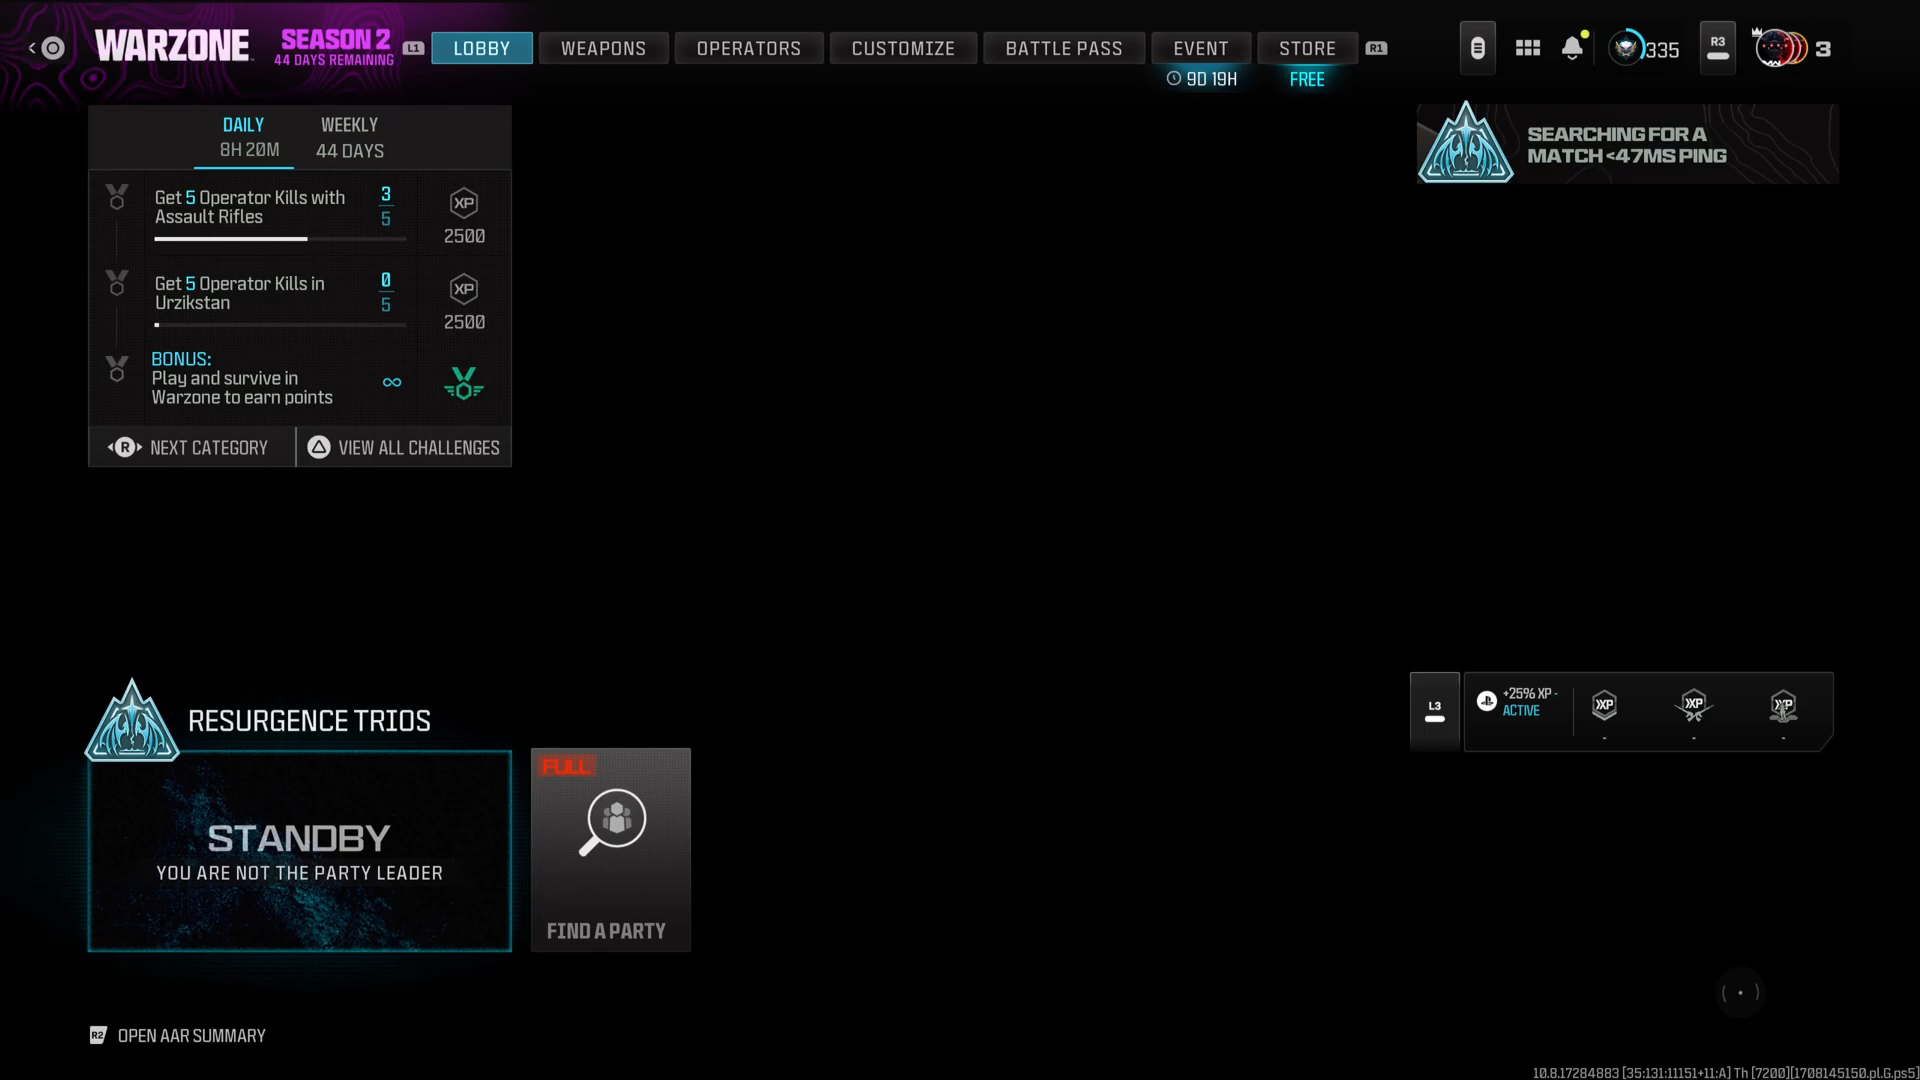 WARZONE
SEASON 2
44 DAYS REMAINING
L1
LOBBY
WEAPONS
OPERATORS
CUSTOMIZE
BATTLE PASS
EVENT
STORE
R1
9D 19H
FREE
335
R3
3
DAILY
8H 20M
WEEKLY
44 DAYS
Get 5 Operator Kills with
Assault Rifles
3
5
XP
2500
Get 5 Operator Kills in
Urzikstan
0
5
XP
2500
BONUS:
Play and survive in
Warzone to earn points
∞
R NEXT CATEGORY
VIEW ALL CHALLENGES
SEARCHING FOR A
MATCH <47MS PING
RESURGENCE TRIOS
STANDBY
YOU ARE NOT THE PARTY LEADER
FULL
FIND A PARTY
L3
+25% XP -
ACTIVE
XP
-
XP
-
XP
-
R2 OPEN AAR SUMMARY
10.8.17284883 [35:131:11151+11:A] Th [7200][1708145150.pl.G.ps5]